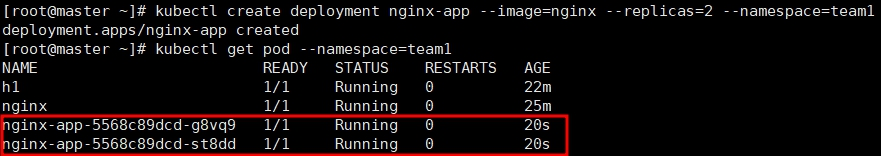 [root@master ~]# kubectl create deployment nginx-app --image=nginx --replicas=2 --namespace=team1
deployment.apps/nginx-app created
[root@master ~]# kubectl get pod --namespace=team1
NAME READY STATUS RESTARTS AGE
h1 1/1 Running 0 22m
nginx 1/1 Running 0 25m
nginx-app-5568c89dcd-g8vq9 1/1 Running 0 20s
nginx-app-5568c89dcd-st8dd 1/1 Running 0 20s